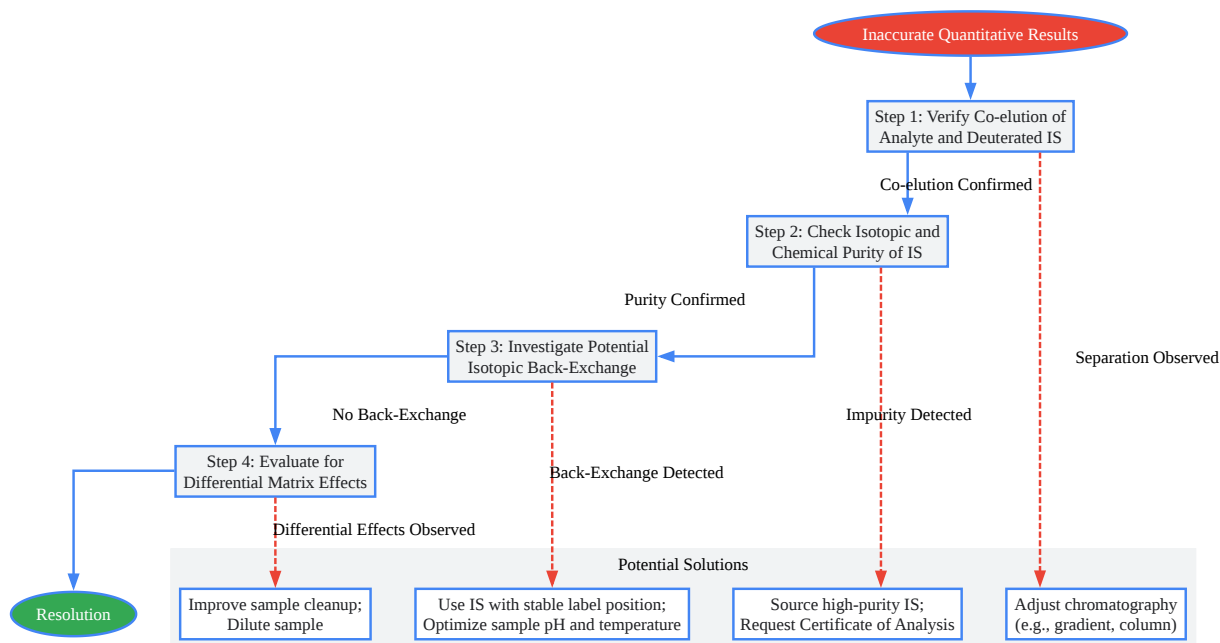 Inaccurate Quantitative Results
Step 1: Verify Co-elution of
Analyte and Deuterated IS
Co-elution Confirmed
Step 2: Check Isotopic and
Chemical Purity of IS
Purity Confirmed
Step 3: Investigate Potential
Isotopic Back-Exchange
Separation Observed
No Back-Exchange
Impurity Detected
Step 4: Evaluate for
Differential Matrix Effects
Back-Exchange Detected
Differential Effects Observed
Potential Solutions
Resolution
Improve sample cleanup;
Dilute sample
Use IS with stable label position;
Optimize sample pH and temperature
Source high-purity IS;
Request Certificate of Analysis
Adjust chromatography
(e.g., gradient, column)